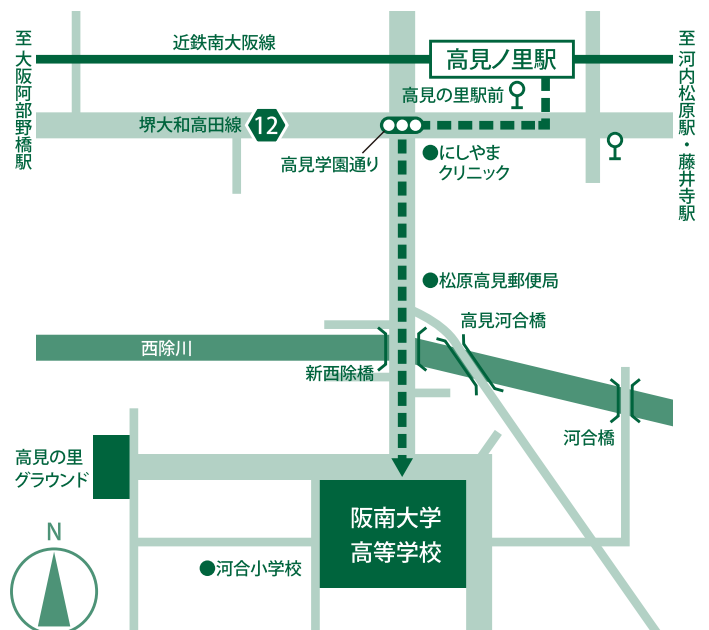 至 大阪阿部野橋駅
近鉄南大阪線
高見ノ里駅
至 河内松原駅・藤井寺駅
高見の里駅前
堺大和高田線
12
高見学園通り
にしやま
クリニック
松原高見郵便局
高見河合橋
西除川
新西除橋
河合橋
高見の里
グラウンド
阪南大学
高等学校
河合小学校
N